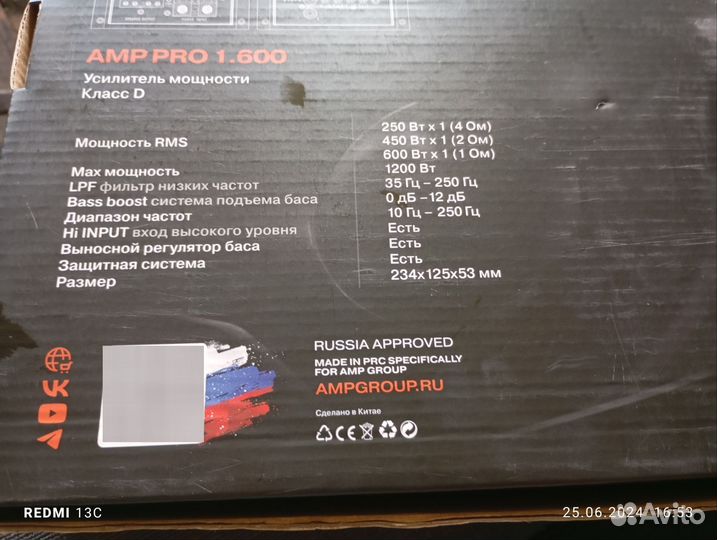 AMP PRO 1.600
Усилитель мощности
Класс D
Мощность RMS
250 Вт x 1 (4 Ом)
450 Вт x 1 (2 Ом)
600 Вт x 1 (1 Ом)
Max мощность 1200 Вт
LPF фильтр низких частот 35 Гц – 250 Гц
Bass boost система подъема баса 0 дБ –12 дБ
Диапазон частот 10 Гц – 250 Гц
Hi INPUT вход высокого уровня Есть
Выносной регулятор баса Есть
Защитная система Есть
Размер 234x125x53 мм
RUSSIA APPROVED
MADE IN PRC SPECIFICALLY
FOR AMP GROUP
AMPGROUP.RU
Сделано в Китае
REDMI 13C
25.06.2024 16:53
Avito